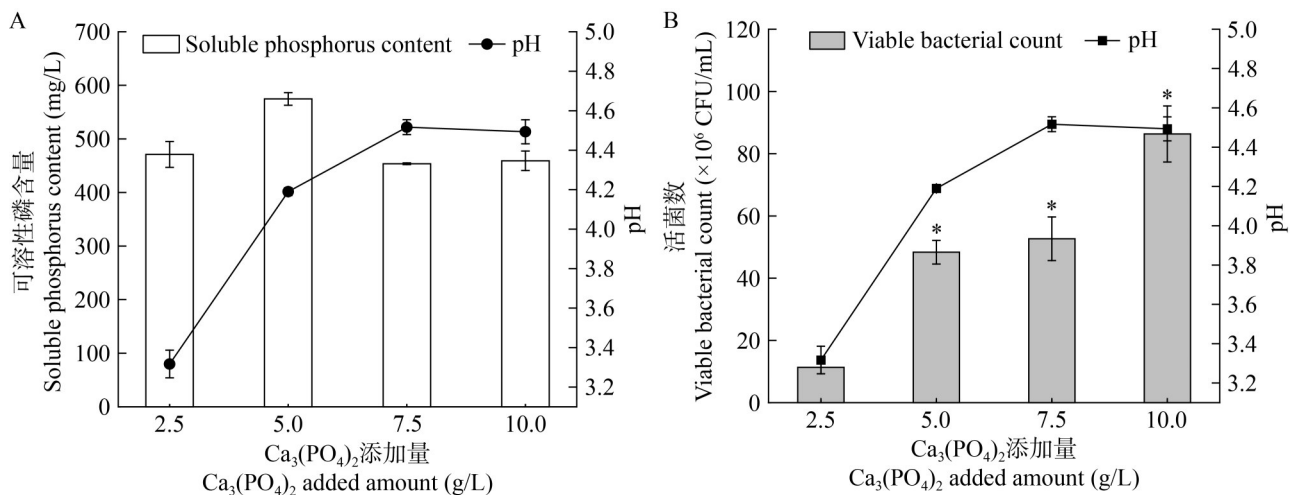 A
700
600
500
400
300
200
100
0
可溶性磷含量
Soluble phosphorus content (mg/L)
Soluble phosphorus content
pH
5.0
4.8
4.6
4.4
4.2
4.0
3.8
3.6
3.4
3.2
pH
2.5 5.0 7.5 10.0
Ca₃(PO₄)₂添加量
Ca₃(PO₄)₂ added amount (g/L)
B
120
100
80
60
40
20
0
活菌数
Viable bacterial count (×10⁶ CFU/mL)
Viable bacterial count
pH
* * *
5.0
4.8
4.6
4.4
4.2
4.0
3.8
3.6
3.4
3.2
pH
2.5 5.0 7.5 10.0
Ca₃(PO₄)₂添加量
Ca₃(PO₄)₂ added amount (g/L)